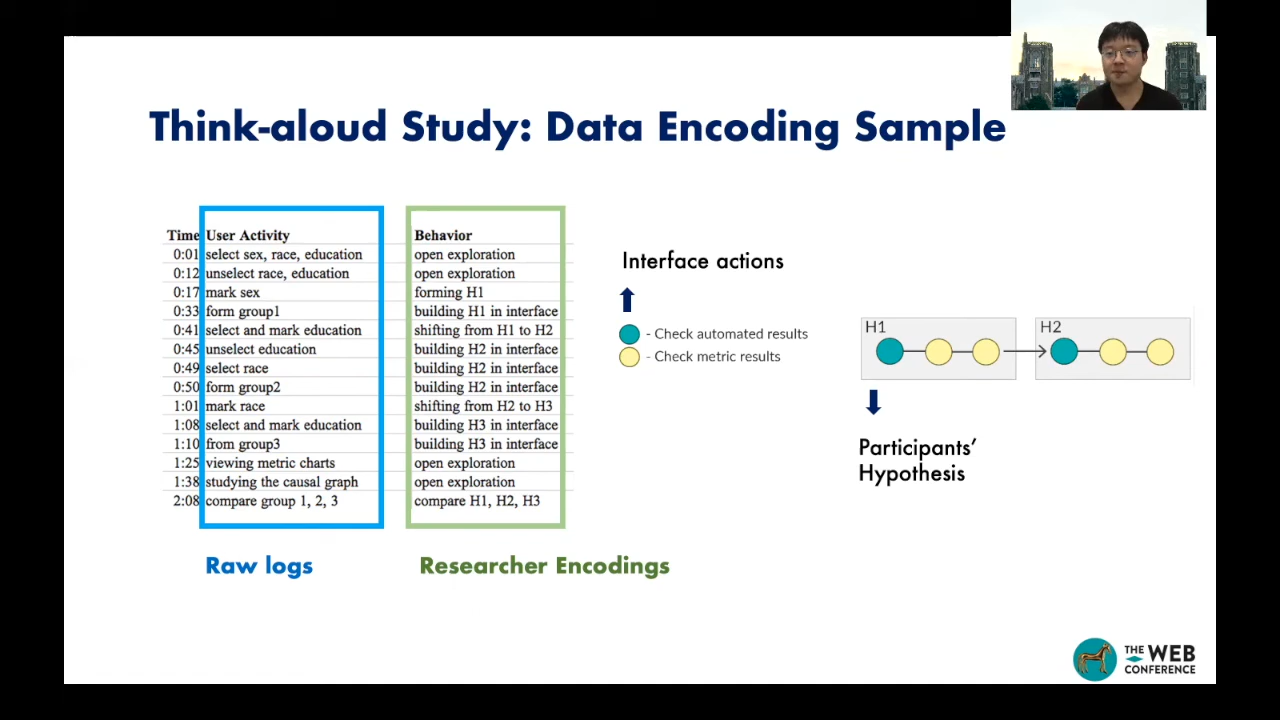 Think-aloud Study: Data Encoding Sample
Time User Activity Behavior
0:01 select sex, race, education open exploration
0:12 unselect race, education open exploration
0:17 mark sex forming H1
0:33 form group1 building H1 in interface
0:41 select and mark education shifting from H1 to H2
0:45 unselect education building H2 in interface
0:49 select race building H2 in interface
0:50 form group2 building H2 in interface
1:01 mark race shifting from H2 to H3
1:08 select and mark education building H3 in interface
1:10 from group3 building H3 in interface
1:25 viewing metric charts open exploration
1:38 studying the causal graph open exploration
2:08 compare group 1, 2, 3 compare H1, H2, H3
Raw logs
Researcher Encodings
Interface actions
- Check automated results
- Check metric results
H1
H2
Participants’
Hypothesis
THE WEB
CONFERENCE